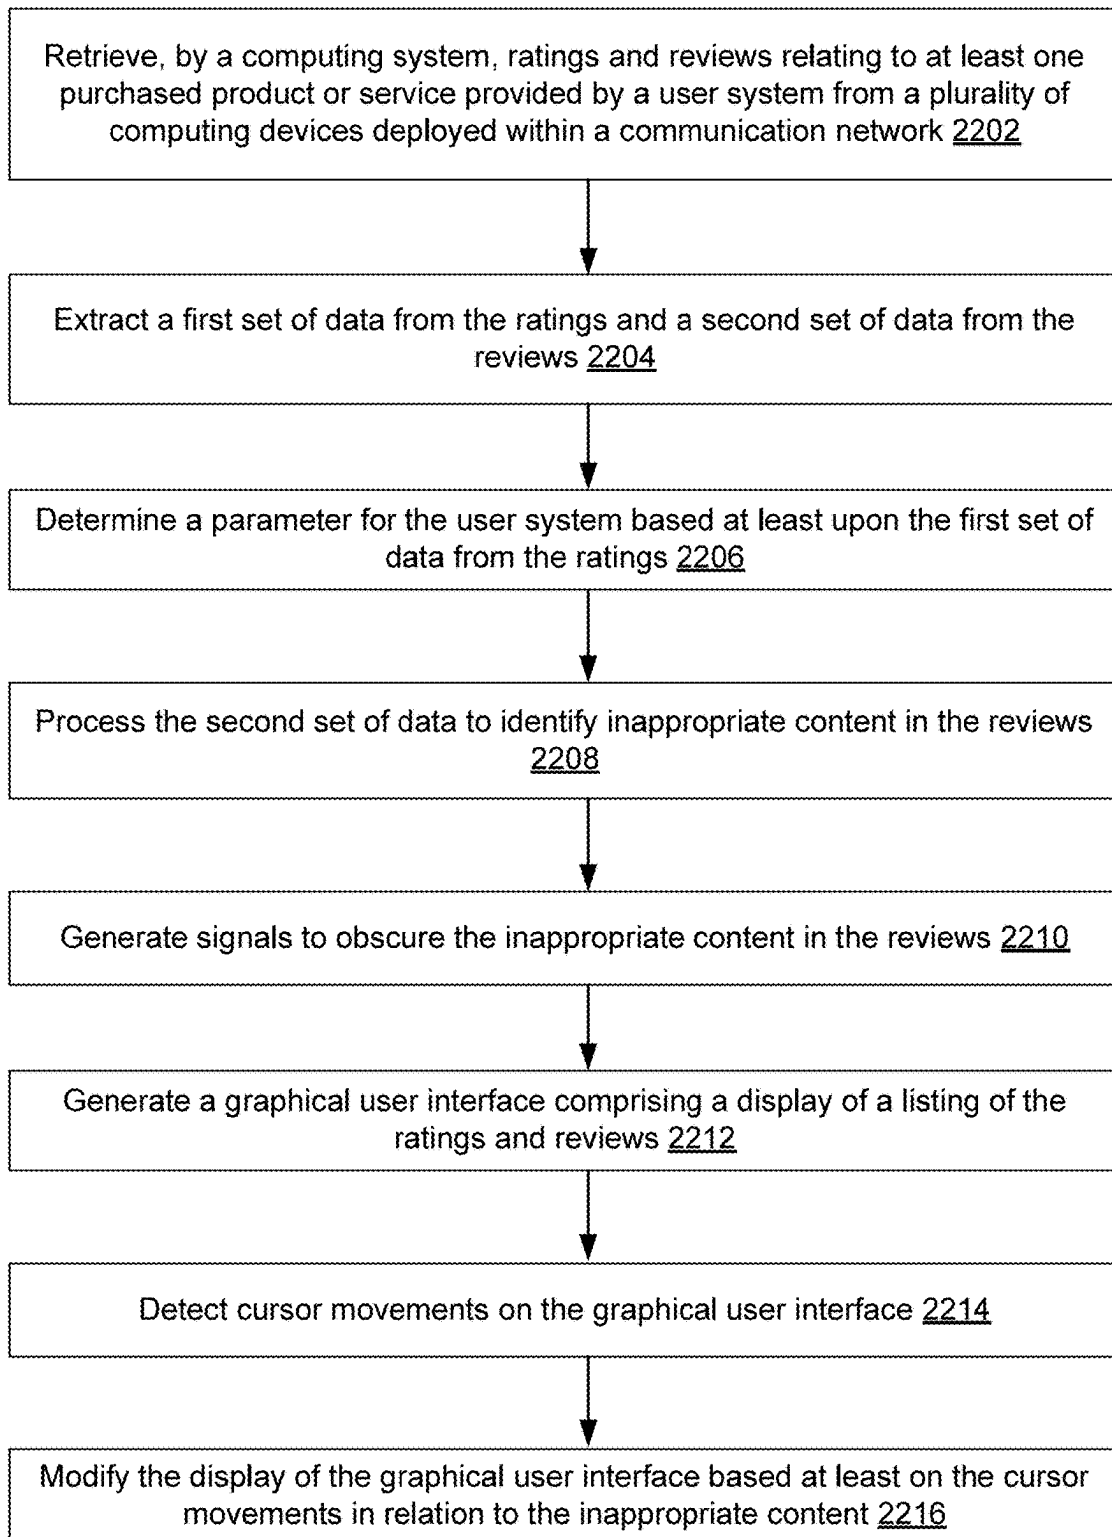 Retrieve, by a computing system, ratings and reviews relating to at least one
purchased product or service provided by a user system from a plurality of
computing devices deployed within a communication network 2202
Extract a first set of data from the ratings and a second set of data from the
reviews 2204
Determine a parameter for the user system based at least upon the first set of
data from the ratings 2206
Process the second set of data to identify inappropriate content in the reviews
2208
Generate signals to obscure the inappropriate content in the reviews 2210
Generate a graphical user interface comprising a display of a listing of the
ratings and reviews 2212
Detect cursor movements on the graphical user interface 2214
Modify the display of the graphical user interface based at least on the cursor
movements in relation to the inappropriate content 2216